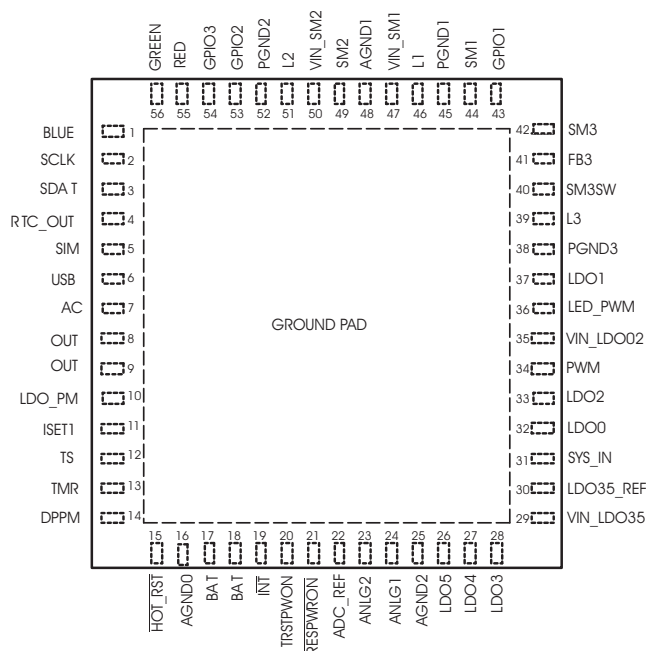 GREEN RED GPIO3 GPIO2 PGND2 L2 VIN_SM2 SM2 AGND1 VIN_SM1 L1 PGND1 SM1 GPIO1
56 55 54 53 52 51 50 49 48 47 46 45 44 43
BLUE 1 42 SM3
SCLK 2 41 FB3
SDAT 3 40 SM3SW
RTC_OUT 4 39 L3
SIM 5 38 PGND3
USB 6 37 LDO1
AC 7 36 LED_PWM
GROUND PAD
OUT 8 35 VIN_LDO02
OUT 9 34 PWM
LDO_PM 10 33 LDO2
ISET1 11 32 LDO0
TS 12 31 SYS_IN
TMR 13 30 LDO35_REF
DPPM 14 29 VIN_LDO35
15 16 17 18 19 20 21 22 23 24 25 26 27 28
HOT_RST AGND0 BAT BAT INT TRSTPWON RESPWRON ADC_REF ANLG2 ANLG1 AGND2 LDO5 LDO4 LDO3